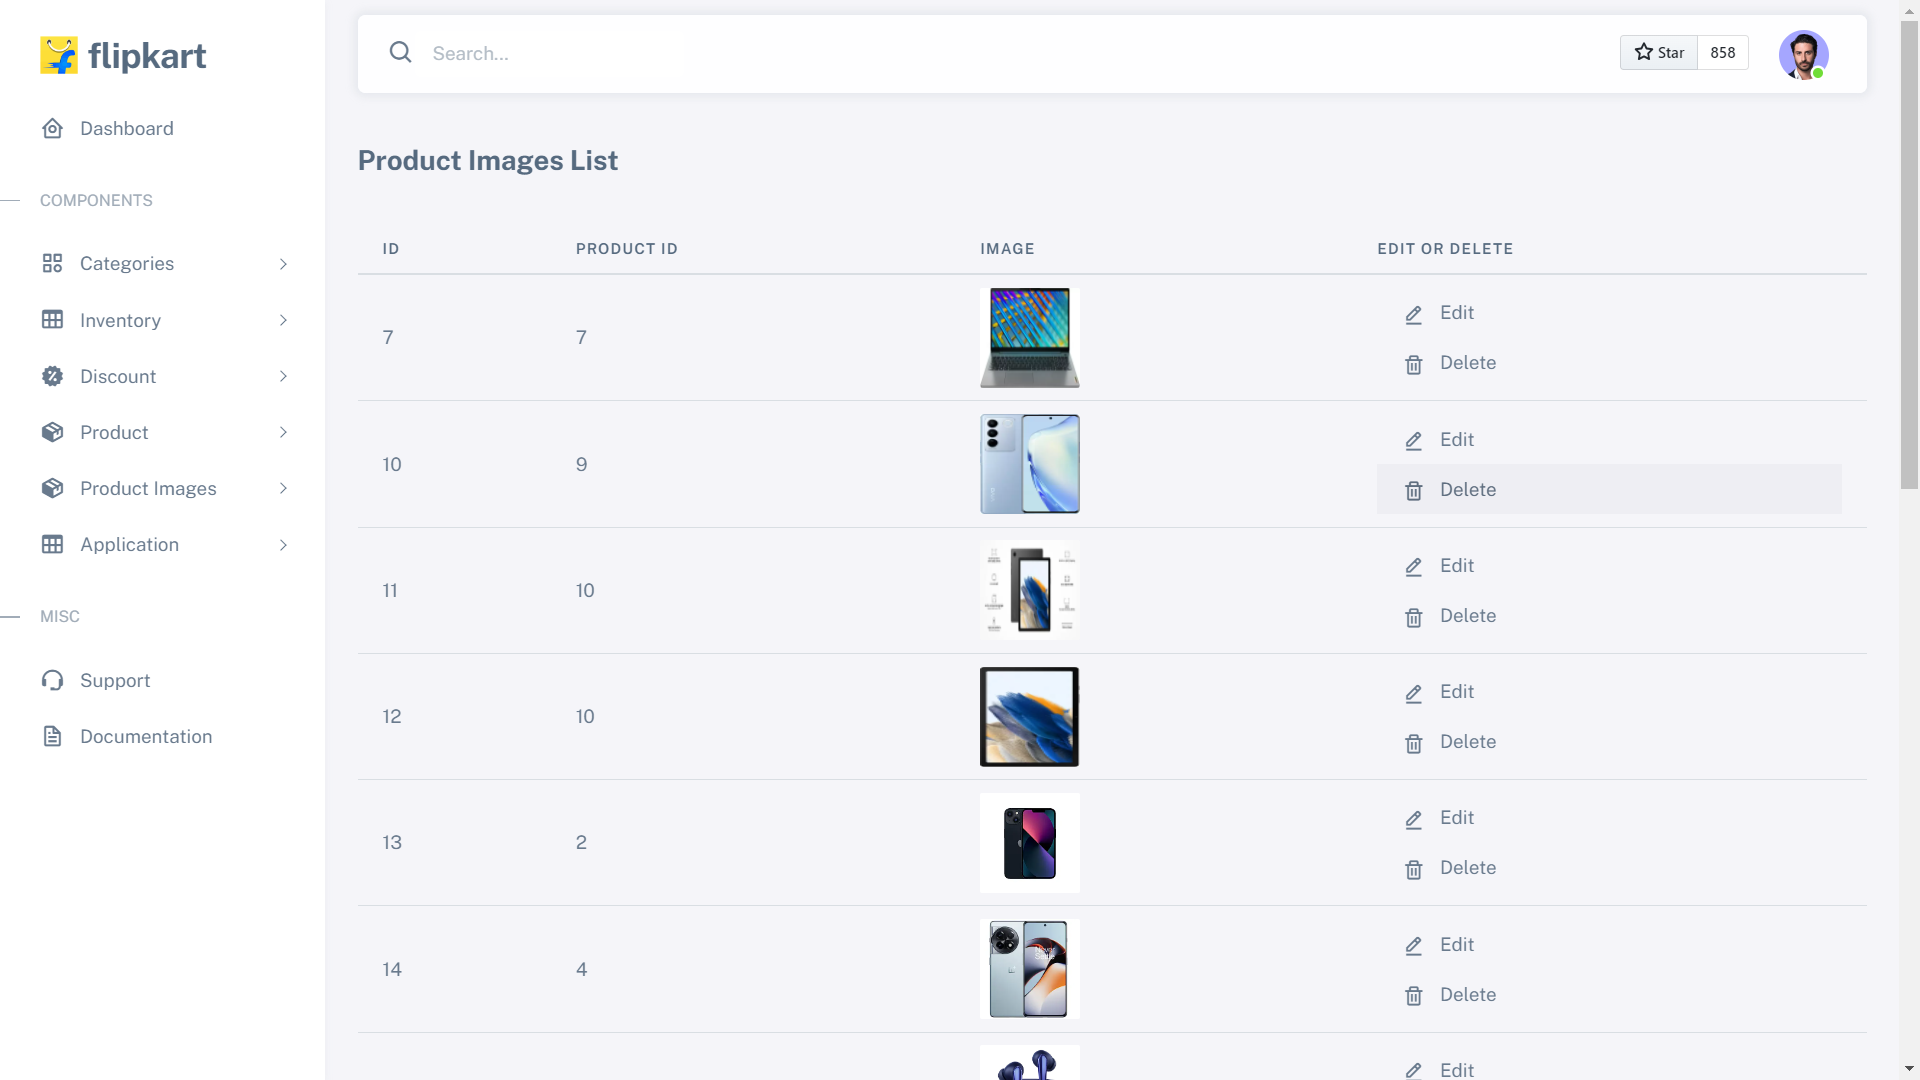 flipkart
Search...
Star
858
Dashboard
Product Images List
COMPONENTS
ID PRODUCT ID IMAGE EDIT OR DELETE
Categories
Inventory
Discount
Product
Product Images
Application
MISC
Support
Documentation
7 7 Edit
Delete
10 9 Edit
Delete
11 10 Edit
Delete
12 10 Edit
Delete
13 2 Edit
Delete
14 4 Edit
Delete
Edit